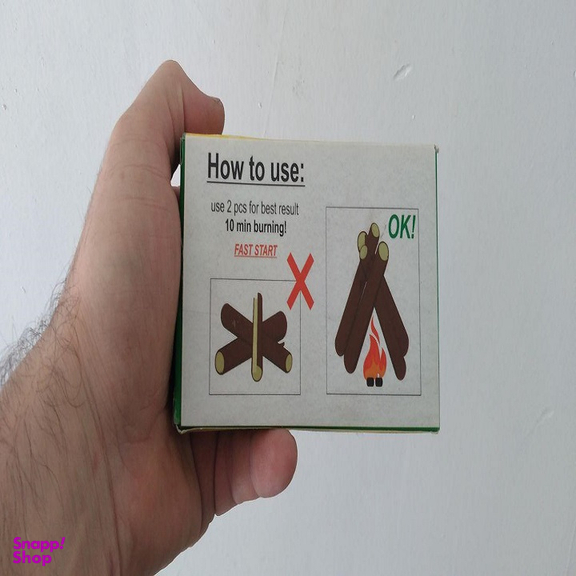 How to use:
use 2 pcs for best result
10 min burning!
FAST START
OK!
Snapp!
Shop